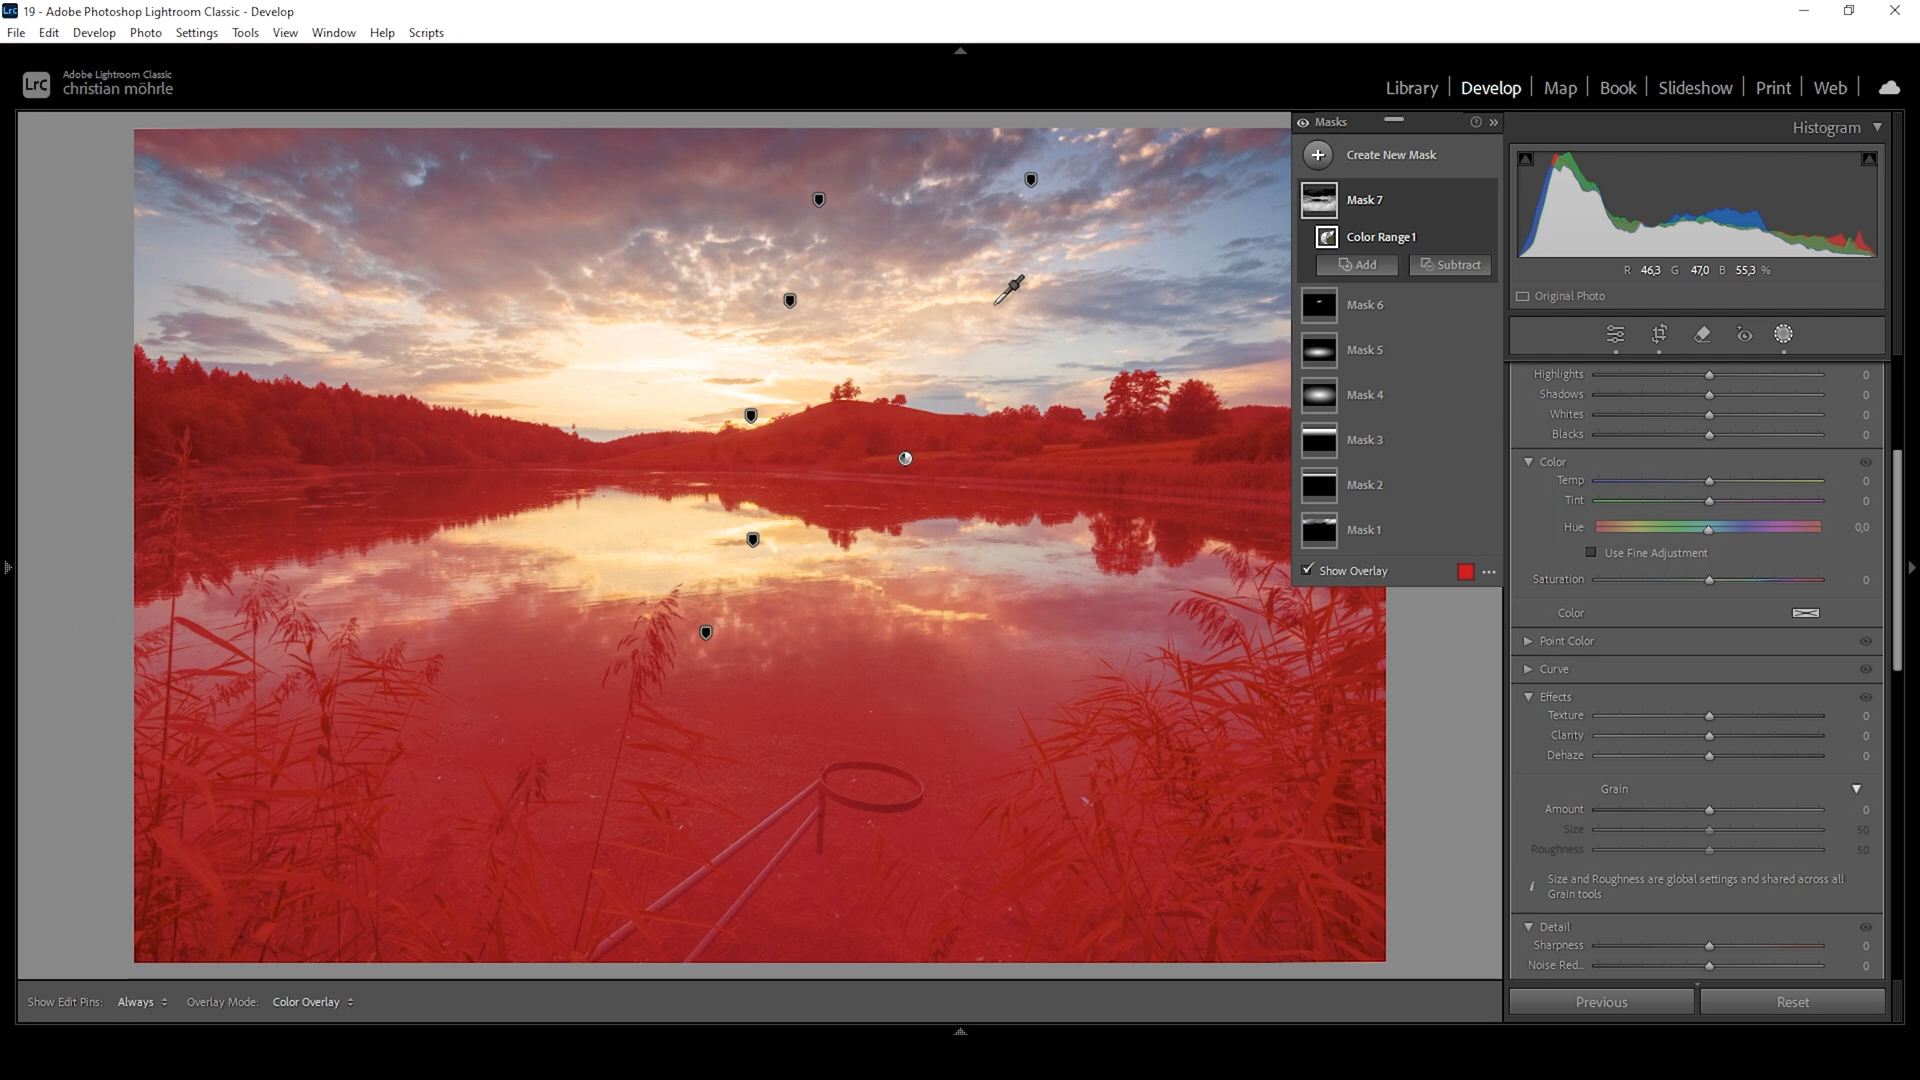 19 - Adobe Photoshop Lightroom Classic - Develop
File Edit Develop Photo Settings Tools View Window Help Scripts
Lrc
Adobe Lightroom Classic
christian möhrle
Library | Develop | Map | Book | Slideshow | Print | Web |
Masks
Create New Mask
Mask 7
Color Range 1
Add Subtract
Mask 6
Mask 5
Mask 4
Mask 3
Mask 2
Mask 1
Show Overlay
Histogram
R 46,3 G 47,0 B 55,3 %
Original Photo
Highlights 0
Shadows 0
Whites 0
Blacks 0
Color
Temp 0
Tint 0
Hue 0,0
Use Fine Adjustment
Saturation 0
Color
Point Color
Curve
Effects
Texture 0
Clarity 0
Dehaze 0
Grain
Amount 0
Size 50
Roughness 50
Size and Roughness are global settings and shared across all
Grain tools
Detail
Sharpness 0
Noise Red... 0
Show Edit Pins: Always Overlay Mode: Color Overlay
Previous Reset